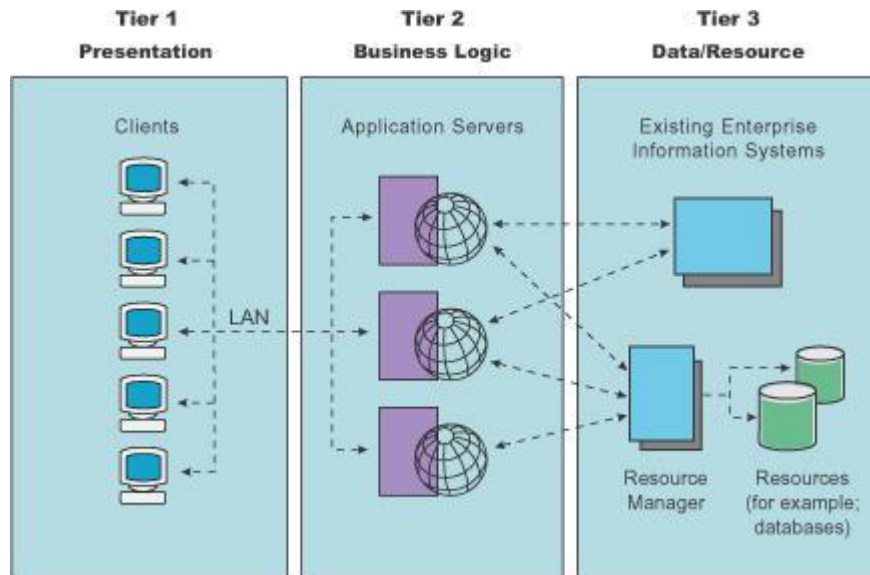 Tier 1
Presentation
Tier 2
Business Logic
Tier 3
Data/Resource
Clients
Application Servers
Existing Enterprise
Information Systems
LAN
Resource
Manager
Resources
(for example;
databases)